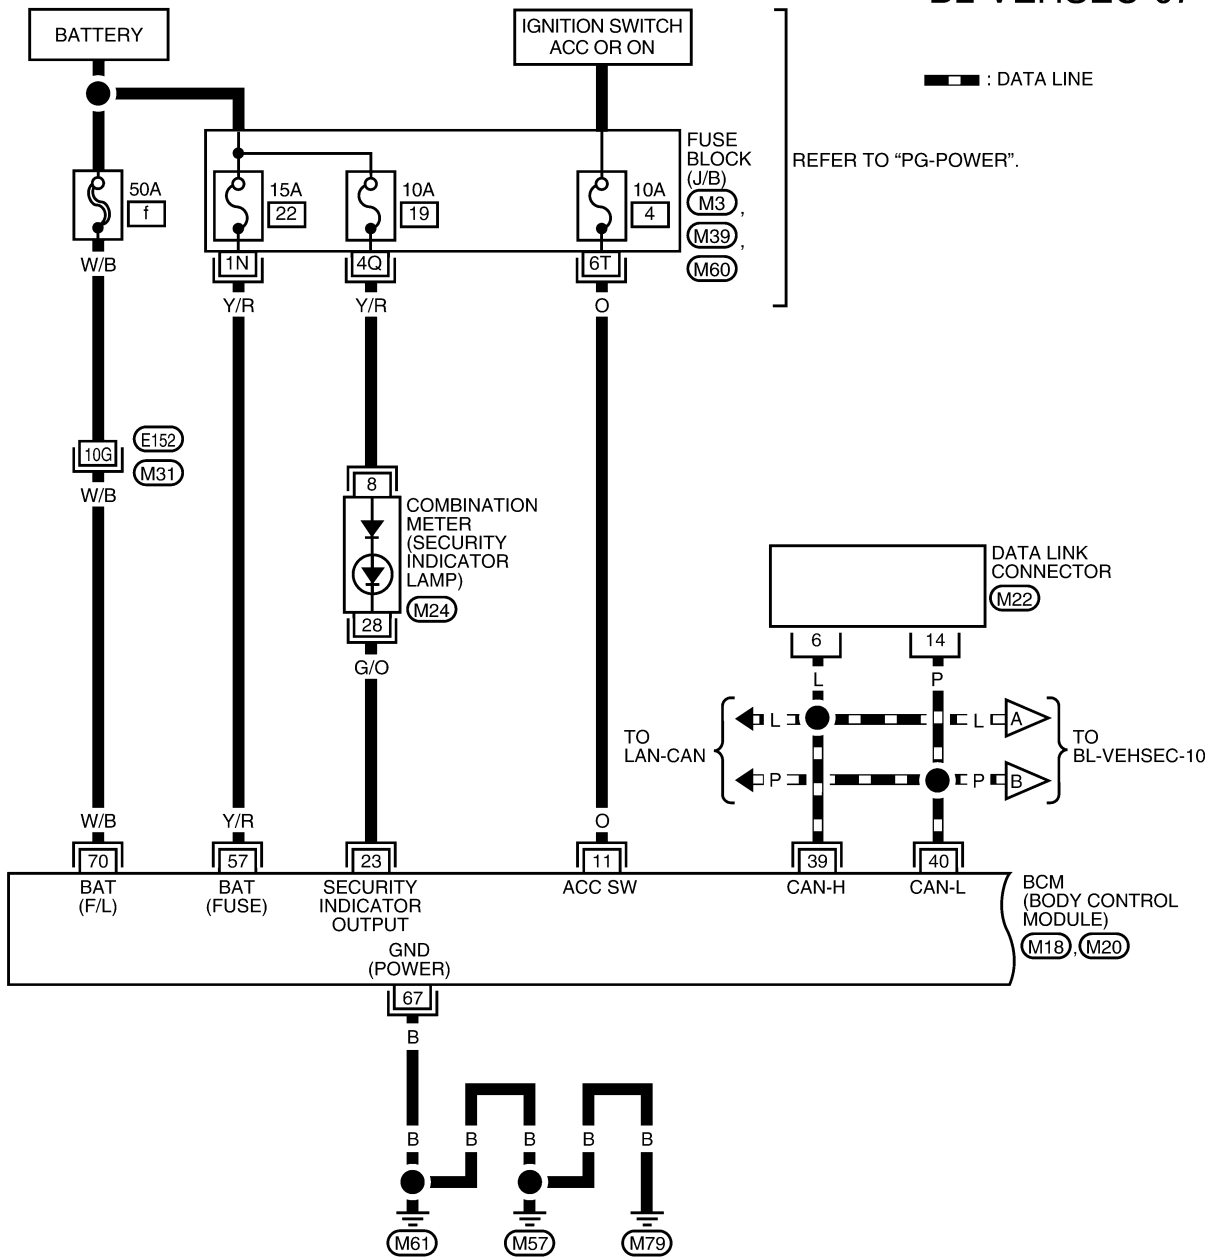 BATTERY
IGNITION SWITCH
ACC OR ON
: DATA LINE
FUSE
BLOCK
(J/B)
M3 ,
M39 ,
M60
REFER TO “PG-POWER”.
50A
f
15A
22
10A
19
10A
4
W/B
1N
4Q
6T
Y/R
Y/R
O
10G
E152
M31
W/B
8
COMBINATION
METER
(SECURITY
INDICATOR
LAMP)
M24
28
G/O
DATA LINK
CONNECTOR
M22
6
14
L
P
TO
LAN-CAN
L
L
A
P
P
B
TO
BL-VEHSEC-10
W/B
Y/R
O
70
57
23
11
39
40
BAT
(F/L)
BAT
(FUSE)
SECURITY
INDICATOR
OUTPUT
ACC SW
CAN-H
CAN-L
BCM
(BODY CONTROL
MODULE)
M18 , M20
GND
(POWER)
67
B
B
B
B
B
B
M61
M57
M79